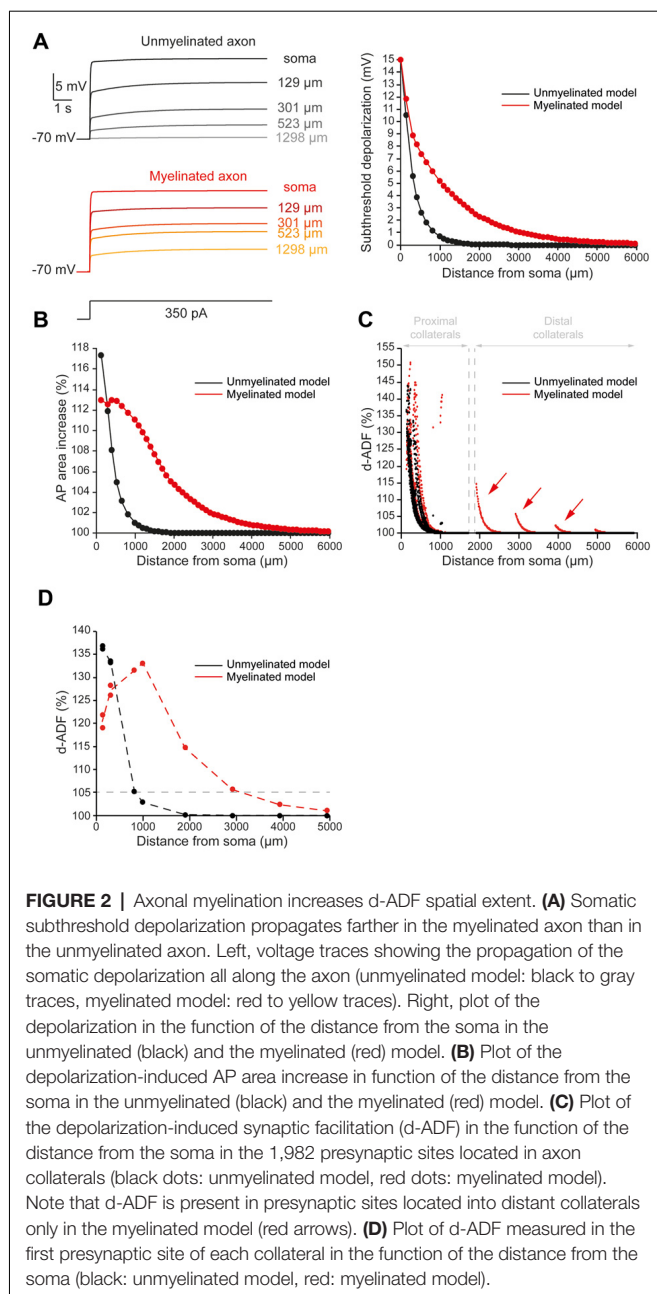 A
Unmyelinated axon
soma
5 mV
1 s
129 µm
301 µm
523 µm
1298 µm
-70 mV
Myelinated axon
soma
129 µm
301 µm
523 µm
1298 µm
-70 mV
350 pA
Subthreshold depolarization (mV)
15
14
13
12
11
10
9
8
7
6
5
4
3
2
1
0
Unmyelinated model
Myelinated model
0 1000 2000 3000 4000 5000 6000
Distance from soma (µm)
B
AP area increase (%)
118
116
114
112
110
108
106
104
102
100
Unmyelinated model
Myelinated model
0 1000 2000 3000 4000 5000 6000
Distance from soma (µm)
C
Proximal collaterals
Distal collaterals
d-ADF (%)
155
150
145
140
135
130
125
120
115
110
105
100
Unmyelinated model
Myelinated model
0 1000 2000 3000 4000 5000 6000
Distance from soma (µm)
D
d-ADF (%)
140
135
130
125
120
115
110
105
100
Unmyelinated model
Myelinated model
0 1000 2000 3000 4000 5000
Distance from soma (µm)
FIGURE 2 | Axonal myelination increases d-ADF spatial extent. (A) Somatic
subthreshold depolarization propagates farther in the myelinated axon than in
the unmyelinated axon. Left, voltage traces showing the propagation of the
somatic depolarization all along the axon (unmyelinated model: black to gray
traces, myelinated model: red to yellow traces). Right, plot of the
depolarization in the function of the distance from the soma in the
unmyelinated (black) and the myelinated (red) model. (B) Plot of the
depolarization-induced AP area increase in function of the distance from the
soma in the unmyelinated (black) and the myelinated (red) model. (C) Plot of
the depolarization-induced synaptic facilitation (d-ADF) in the function of the
distance from the soma in the 1,982 presynaptic sites located in axon
collaterals (black dots: unmyelinated model, red dots: myelinated model).
Note that d-ADF is present in presynaptic sites located into distant collaterals
only in the myelinated model (red arrows). (D) Plot of d-ADF measured in the
first presynaptic site of each collateral in the function of the distance from the
soma (black: unmyelinated model, red: myelinated model).